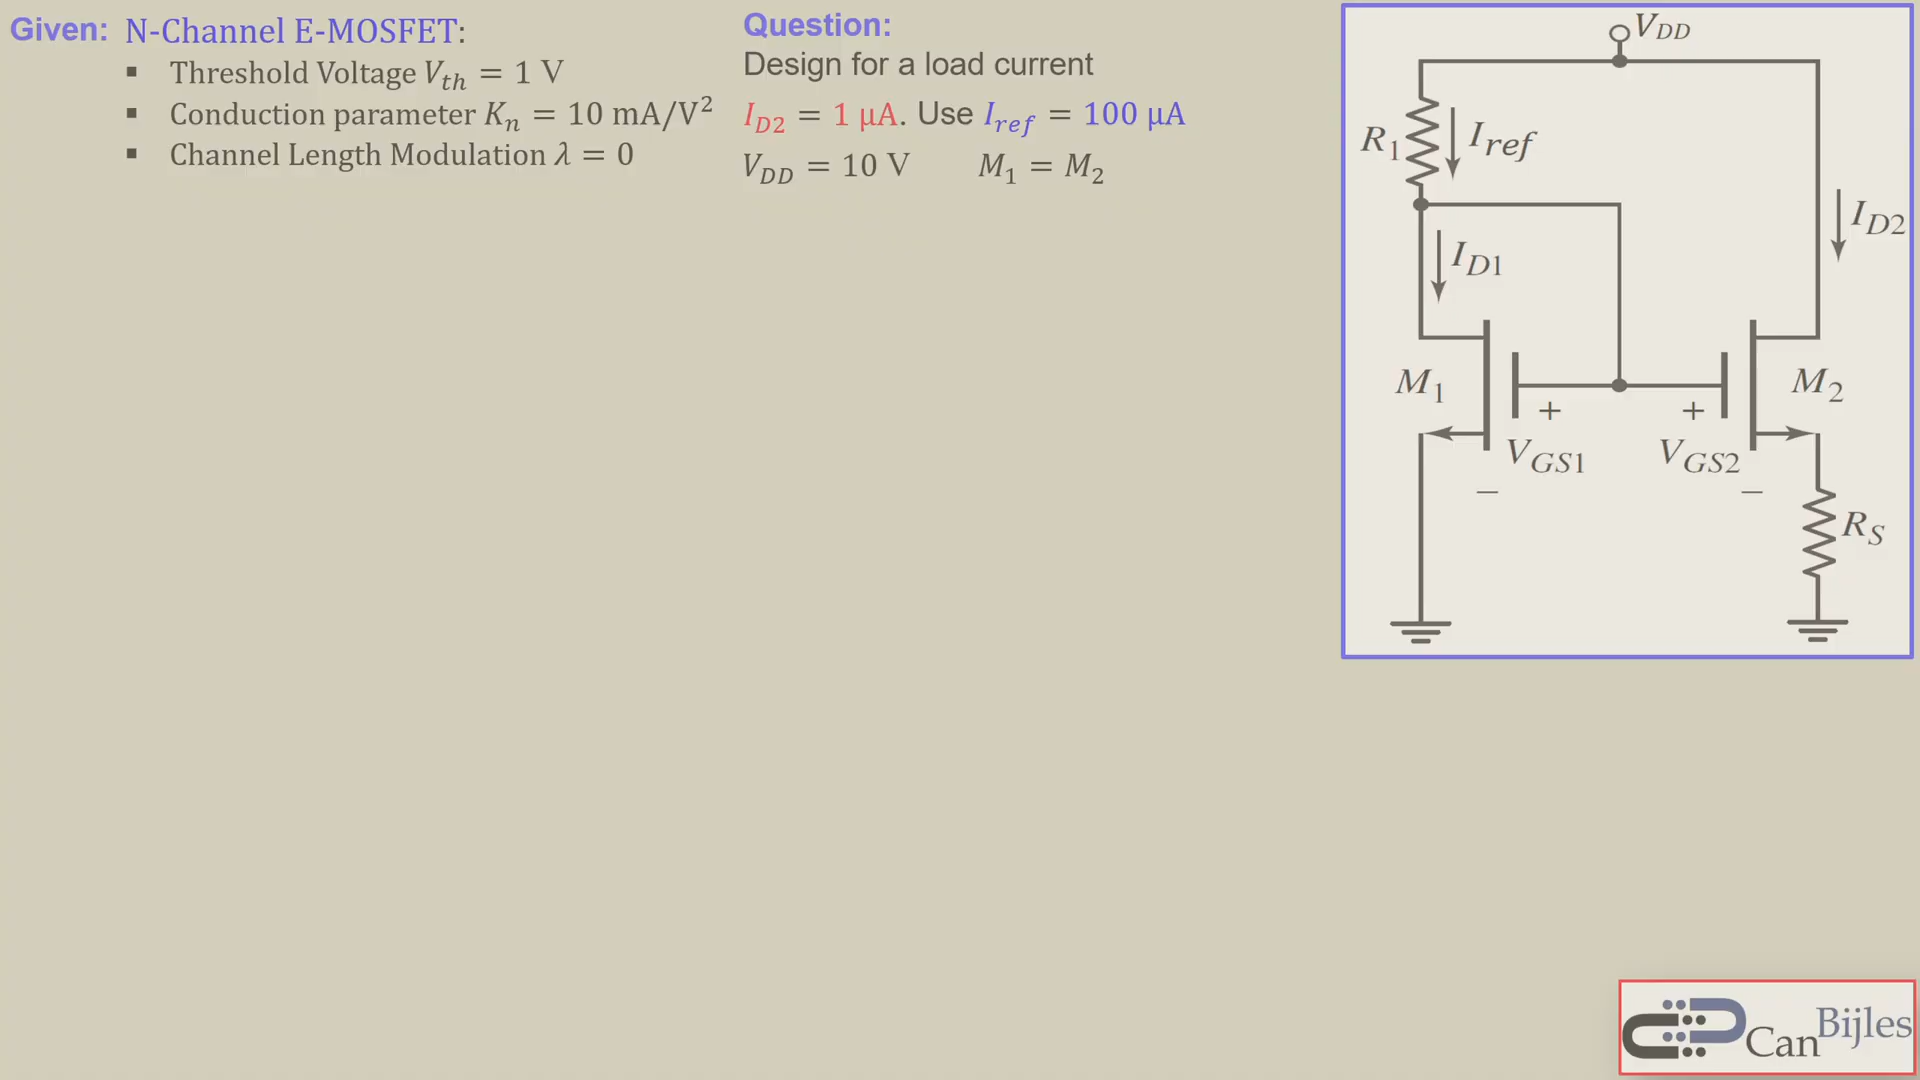 Given: N-Channel E-MOSFET:
▪ Threshold Voltage V_th = 1 V
▪ Conduction parameter K_n = 10 mA/V²
▪ Channel Length Modulation λ = 0
Question:
Design for a load current
I_D2 = 1 μA. Use I_ref = 100 μA
V_DD = 10 V M_1 = M_2
V_DD
R_1
I_ref
I_D2
I_D1
M_1
M_2
+
+
V_GS1
V_GS2
−
−
R_S
Can Bijles